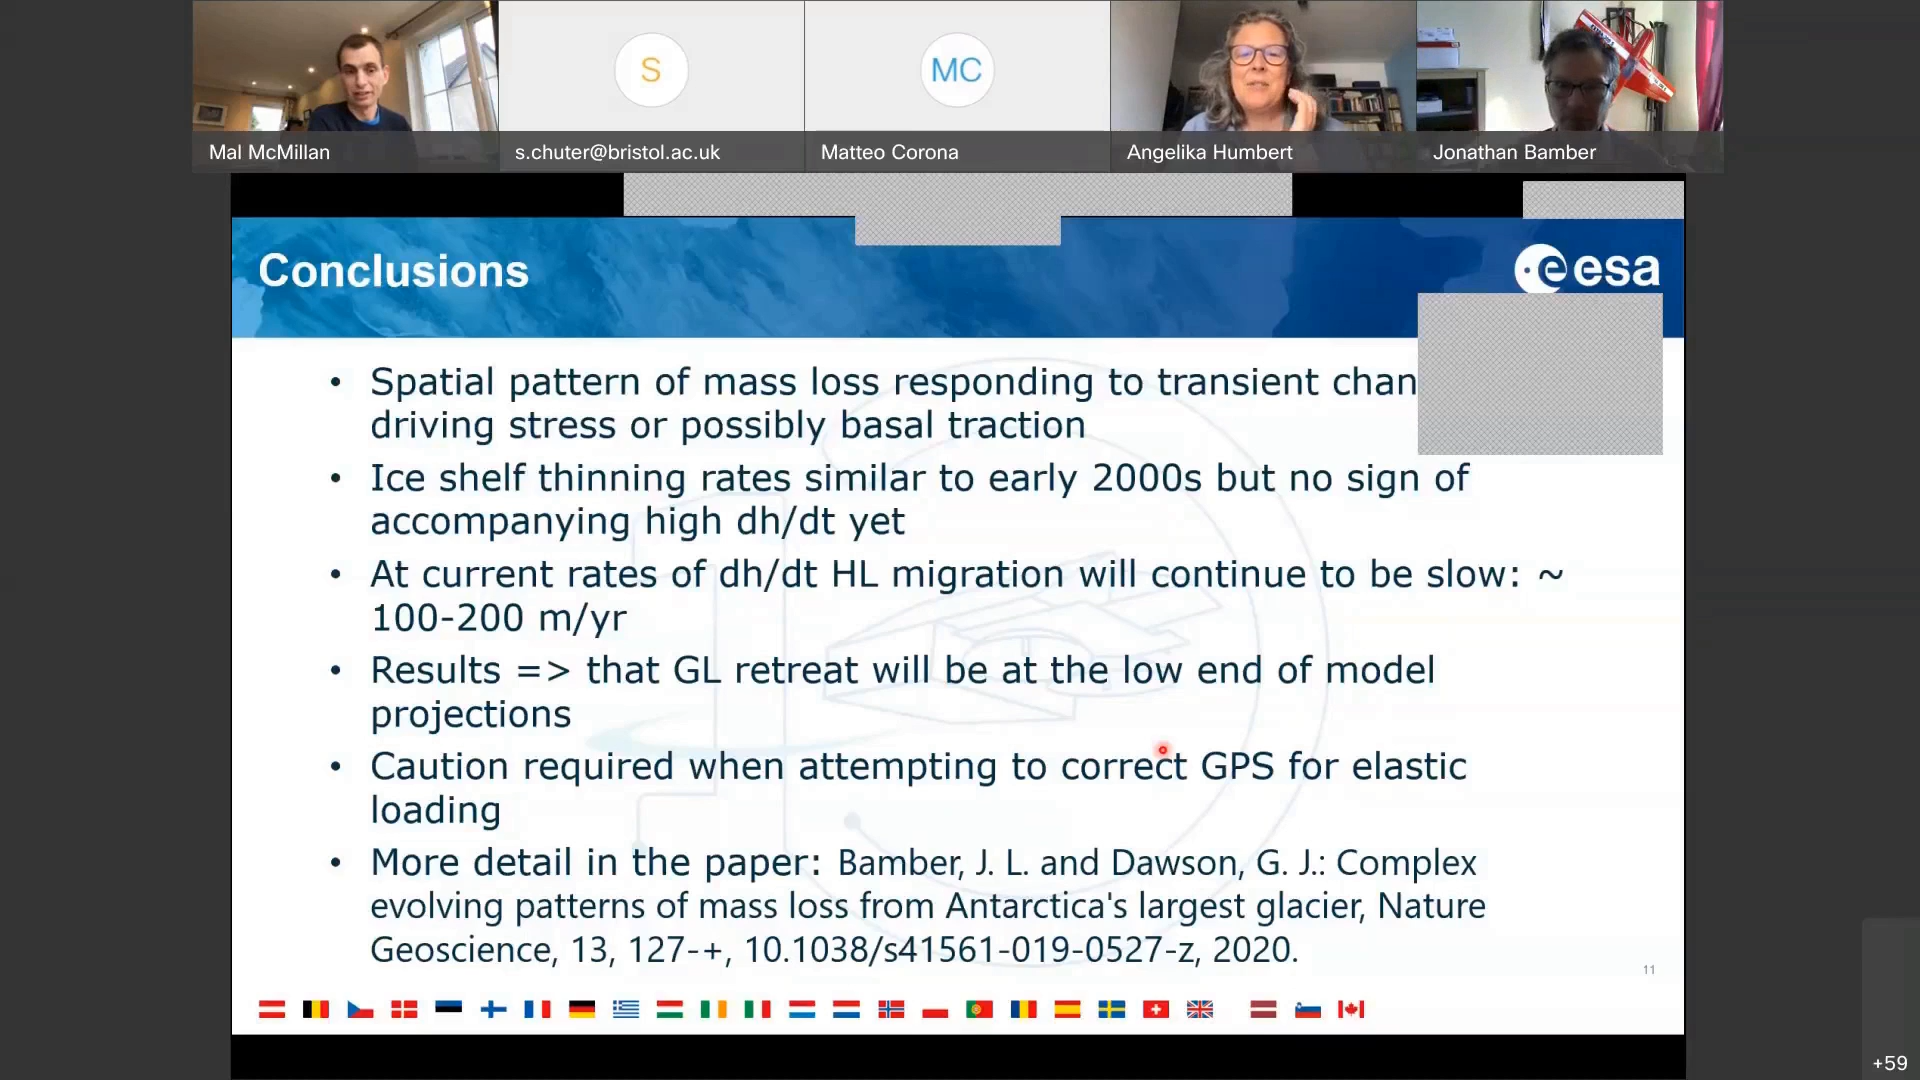 S
MC
Mal McMillan
s.chuter@bristol.ac.uk
Matteo Corona
Angelika Humbert
Jonathan Bamber
Conclusions
esa
• Spatial pattern of mass loss responding to transient chan
driving stress or possibly basal traction
• Ice shelf thinning rates similar to early 2000s but no sign of
accompanying high dh/dt yet
• At current rates of dh/dt HL migration will continue to be slow: ~
100-200 m/yr
• Results => that GL retreat will be at the low end of model
projections
• Caution required when attempting to correct GPS for elastic
loading
• More detail in the paper: Bamber, J. L. and Dawson, G. J.: Complex
evolving patterns of mass loss from Antarctica's largest glacier, Nature
Geoscience, 13, 127-+, 10.1038/s41561-019-0527-z, 2020.
11
+59